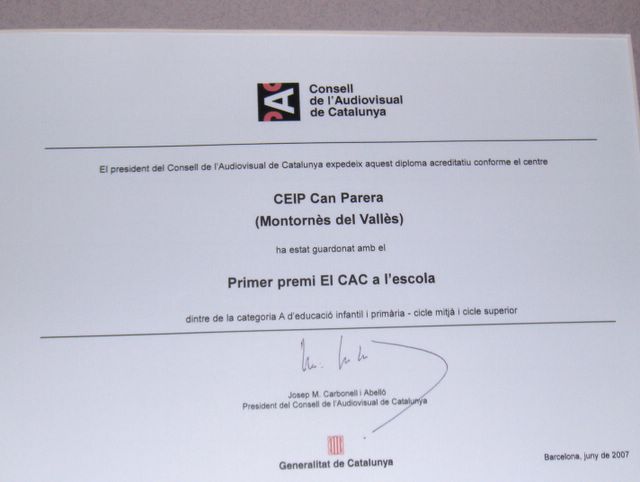 Consell
de l'Audiovisual
de Catalunya
El president del Consell de l'Audiovisual de Catalunya expedeix aquest diploma acreditatiu conforme el centre
CEIP Can Parera
(Montornès del Vallès)
ha estat guardonat amb el
Primer premi El CAC a l'escola
dintre de la categoria A d'educació infantil i primària - cicle mitjà i cicle superior
Josep M. Carbonell i Abelló
President del Consell de l'Audiovisual de Catalunya
Generalitat de Catalunya
Barcelona, juny de 2007